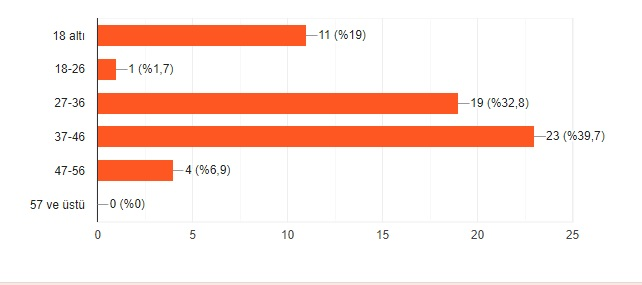 18 altı 11 (%19)
18-26 1 (%1,7)
27-36 19 (%32,8)
37-46 23 (%39,7)
47-56 4 (%6,9)
57 ve üstü 0 (%0)
0 5 10 15 20 25